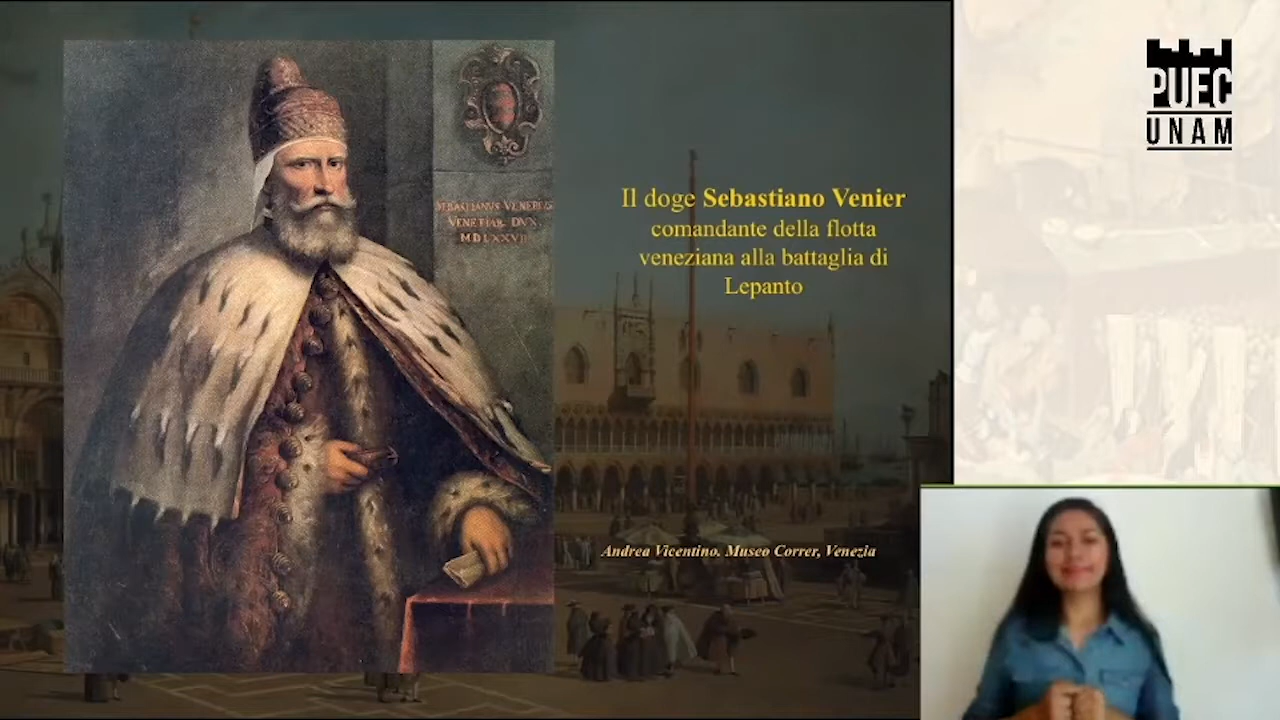 SEBASTIANVS VENERIVS
VENETIAR. DVX.
MDLXXVII
Il doge Sebastiano Venier
comandante della flotta
veneziana alla battaglia di
Lepanto
Andrea Vicentino. Museo Correr, Venezia
PUEC
UNAM